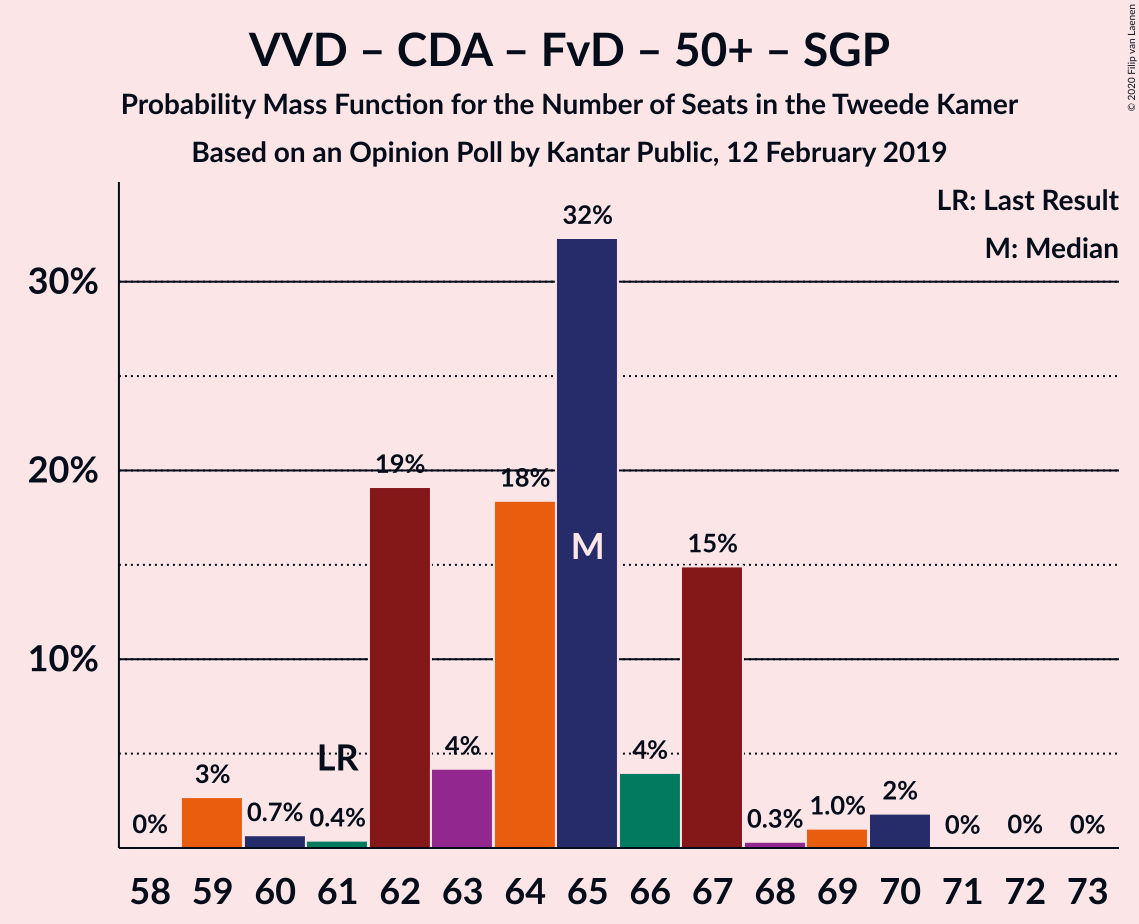 VVD – CDA – FvD – 50+ – SGP
Probability Mass Function for the Number of Seats in the Tweede Kamer
Based on an Opinion Poll by Kantar Public, 12 February 2019
© 2020 Filip van Laenen
LR: Last Result
M: Median
30%
20%
10%
0%
3%
0.7%
0.4%
LR
19%
4%
18%
32%
M
4%
15%
0.3%
1.0%
2%
0%
0%
0%
58 59 60 61 62 63 64 65 66 67 68 69 70 71 72 73